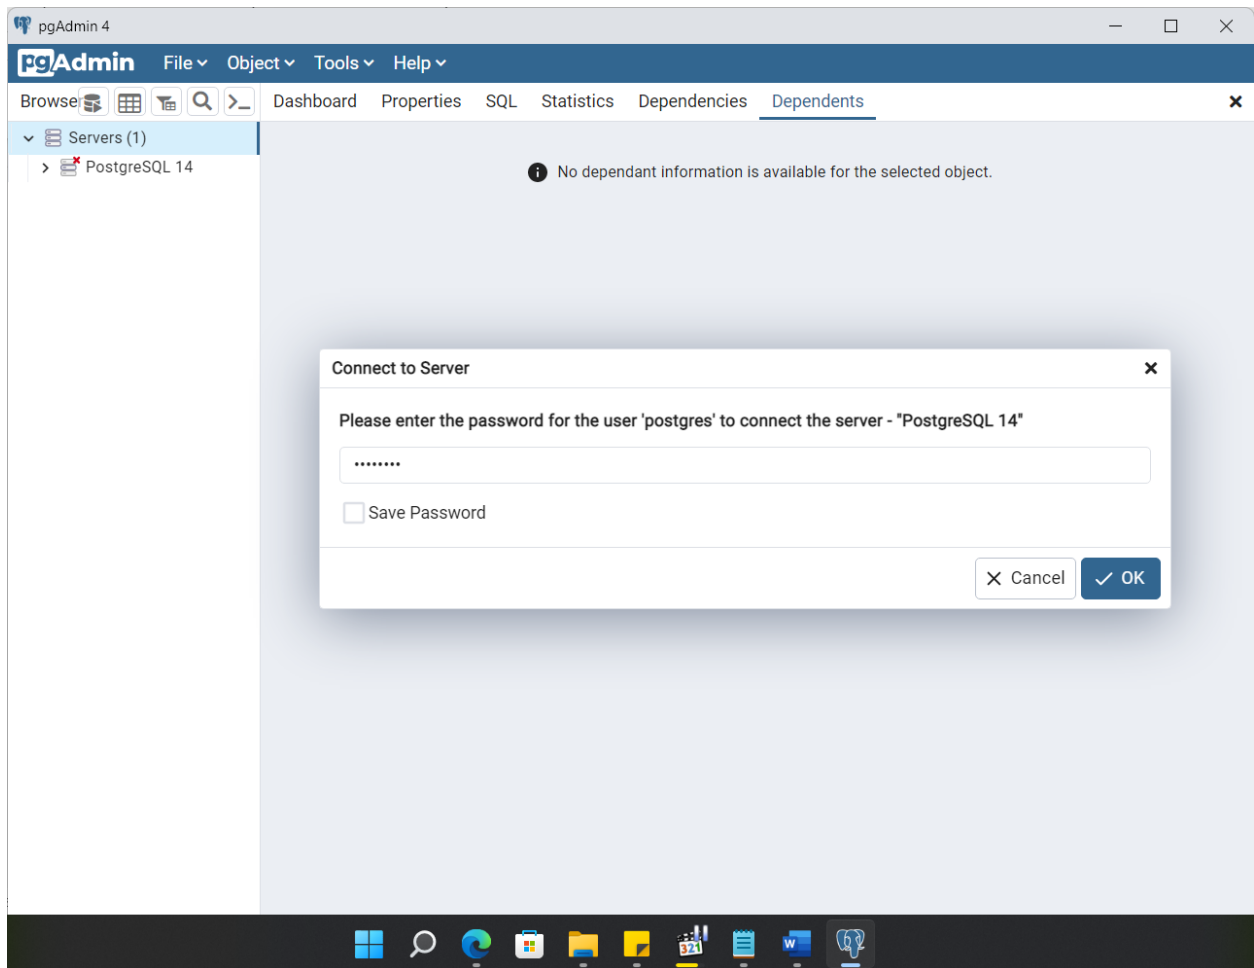 pgAdmin 4
pgAdmin File Object Tools Help
Browser Dashboard Properties SQL Statistics Dependencies Dependents
Servers (1)
PostgreSQL 14
No dependant information is available for the selected object.
Connect to Server
Please enter the password for the user 'postgres' to connect the server - "PostgreSQL 14"
••••••••
Save Password
Cancel OK
321
W